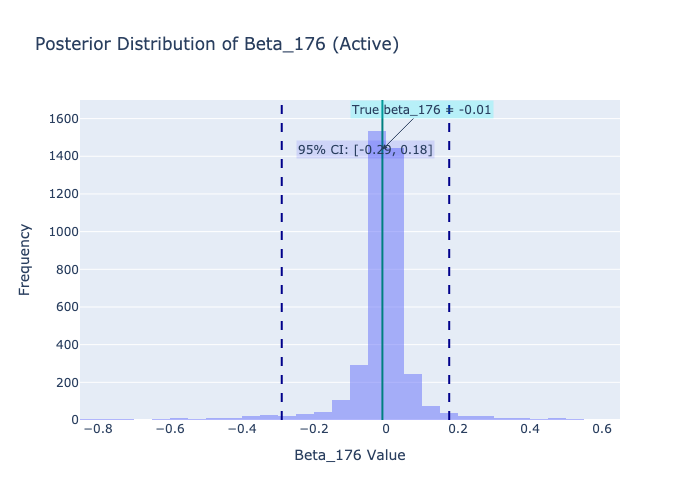 Posterior Distribution of Beta_176 (Active)
True beta_176 = -0.01
95% CI: [-0.29, 0.18]
1600
1400
1200
1000
800
600
400
200
0
Frequency
−0.8 −0.6 −0.4 −0.2 0 0.2 0.4 0.6
Beta_176 Value